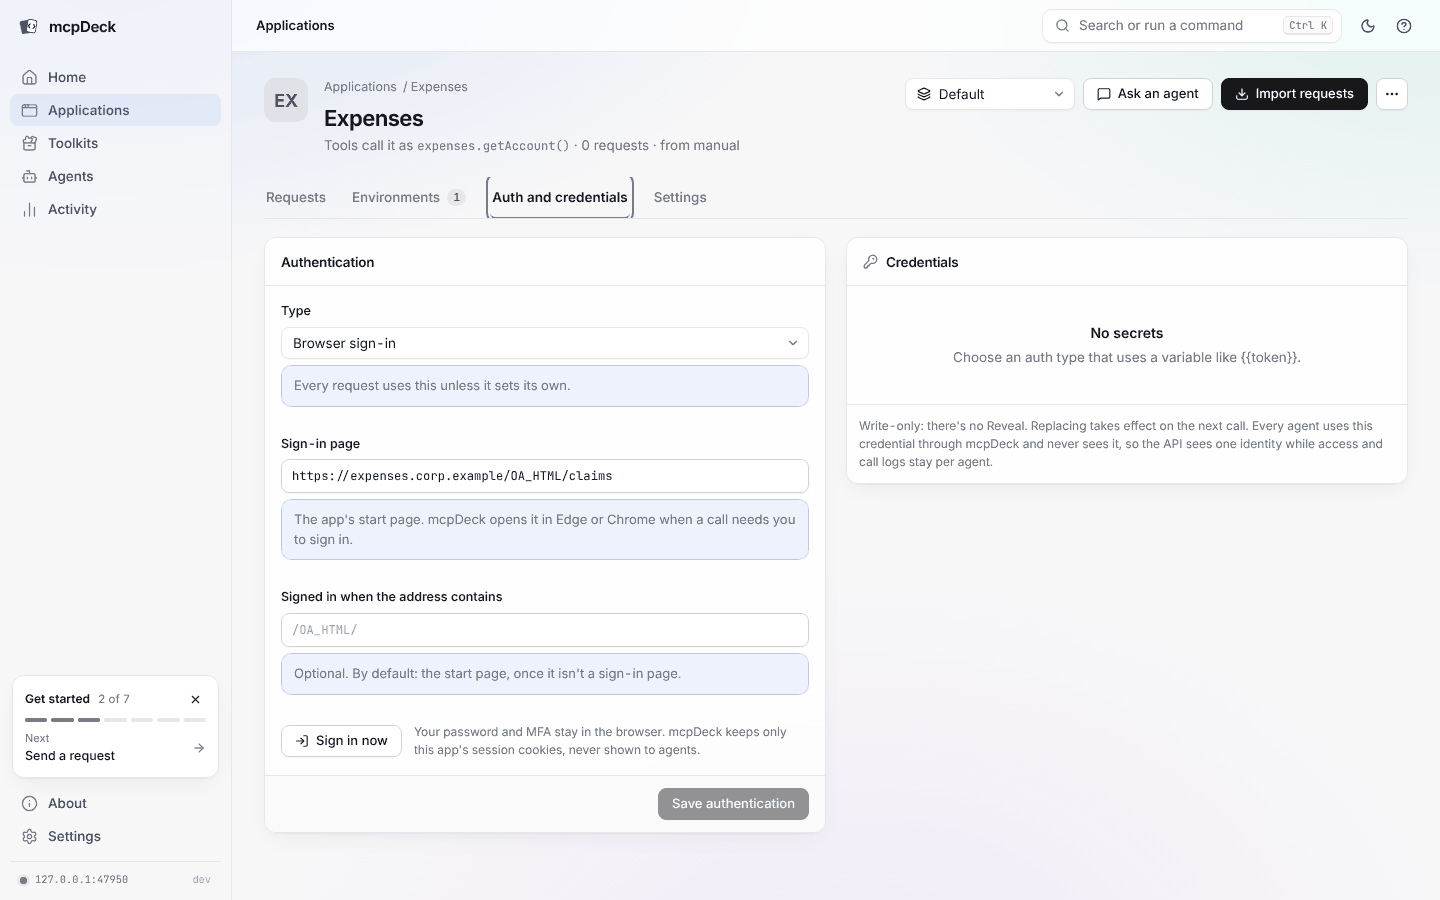 mcpDeck
Applications
Search or run a command
Ctrl K
Home
Applications
Toolkits
Agents
Activity
EX
Applications / Expenses
Expenses
Tools call it as expenses.getAccount() · 0 requests · from manual
Default
Ask an agent
Import requests
Requests
Environments 1
Auth and credentials
Settings
Authentication
Type
Browser sign-in
Every request uses this unless it sets its own.
Sign-in page
https://expenses.corp.example/OA_HTML/claims
The app's start page. mcpDeck opens it in Edge or Chrome when a call needs you
to sign in.
Signed in when the address contains
/OA_HTML/
Optional. By default: the start page, once it isn't a sign-in page.
Sign in now
Your password and MFA stay in the browser. mcpDeck keeps only
this app's session cookies, never shown to agents.
Save authentication
Credentials
No secrets
Choose an auth type that uses a variable like {{token}}.
Write-only: there's no Reveal. Replacing takes effect on the next call. Every agent uses this
credential through mcpDeck and never sees it, so the API sees one identity while access and
call logs stay per agent.
Get started 2 of 7
Next
Send a request
About
Settings
127.0.0.1:47950
dev